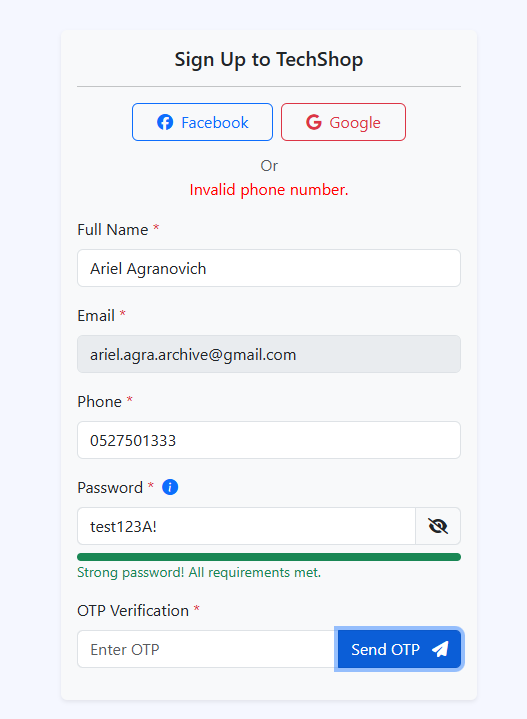 Sign Up to TechShop
Facebook Google
Or
Invalid phone number.
Full Name *
Ariel Agranovich
Email *
ariel.agra.archive@gmail.com
Phone *
0527501333
Password *
test123A!
Strong password! All requirements met.
OTP Verification *
Enter OTP Send OTP